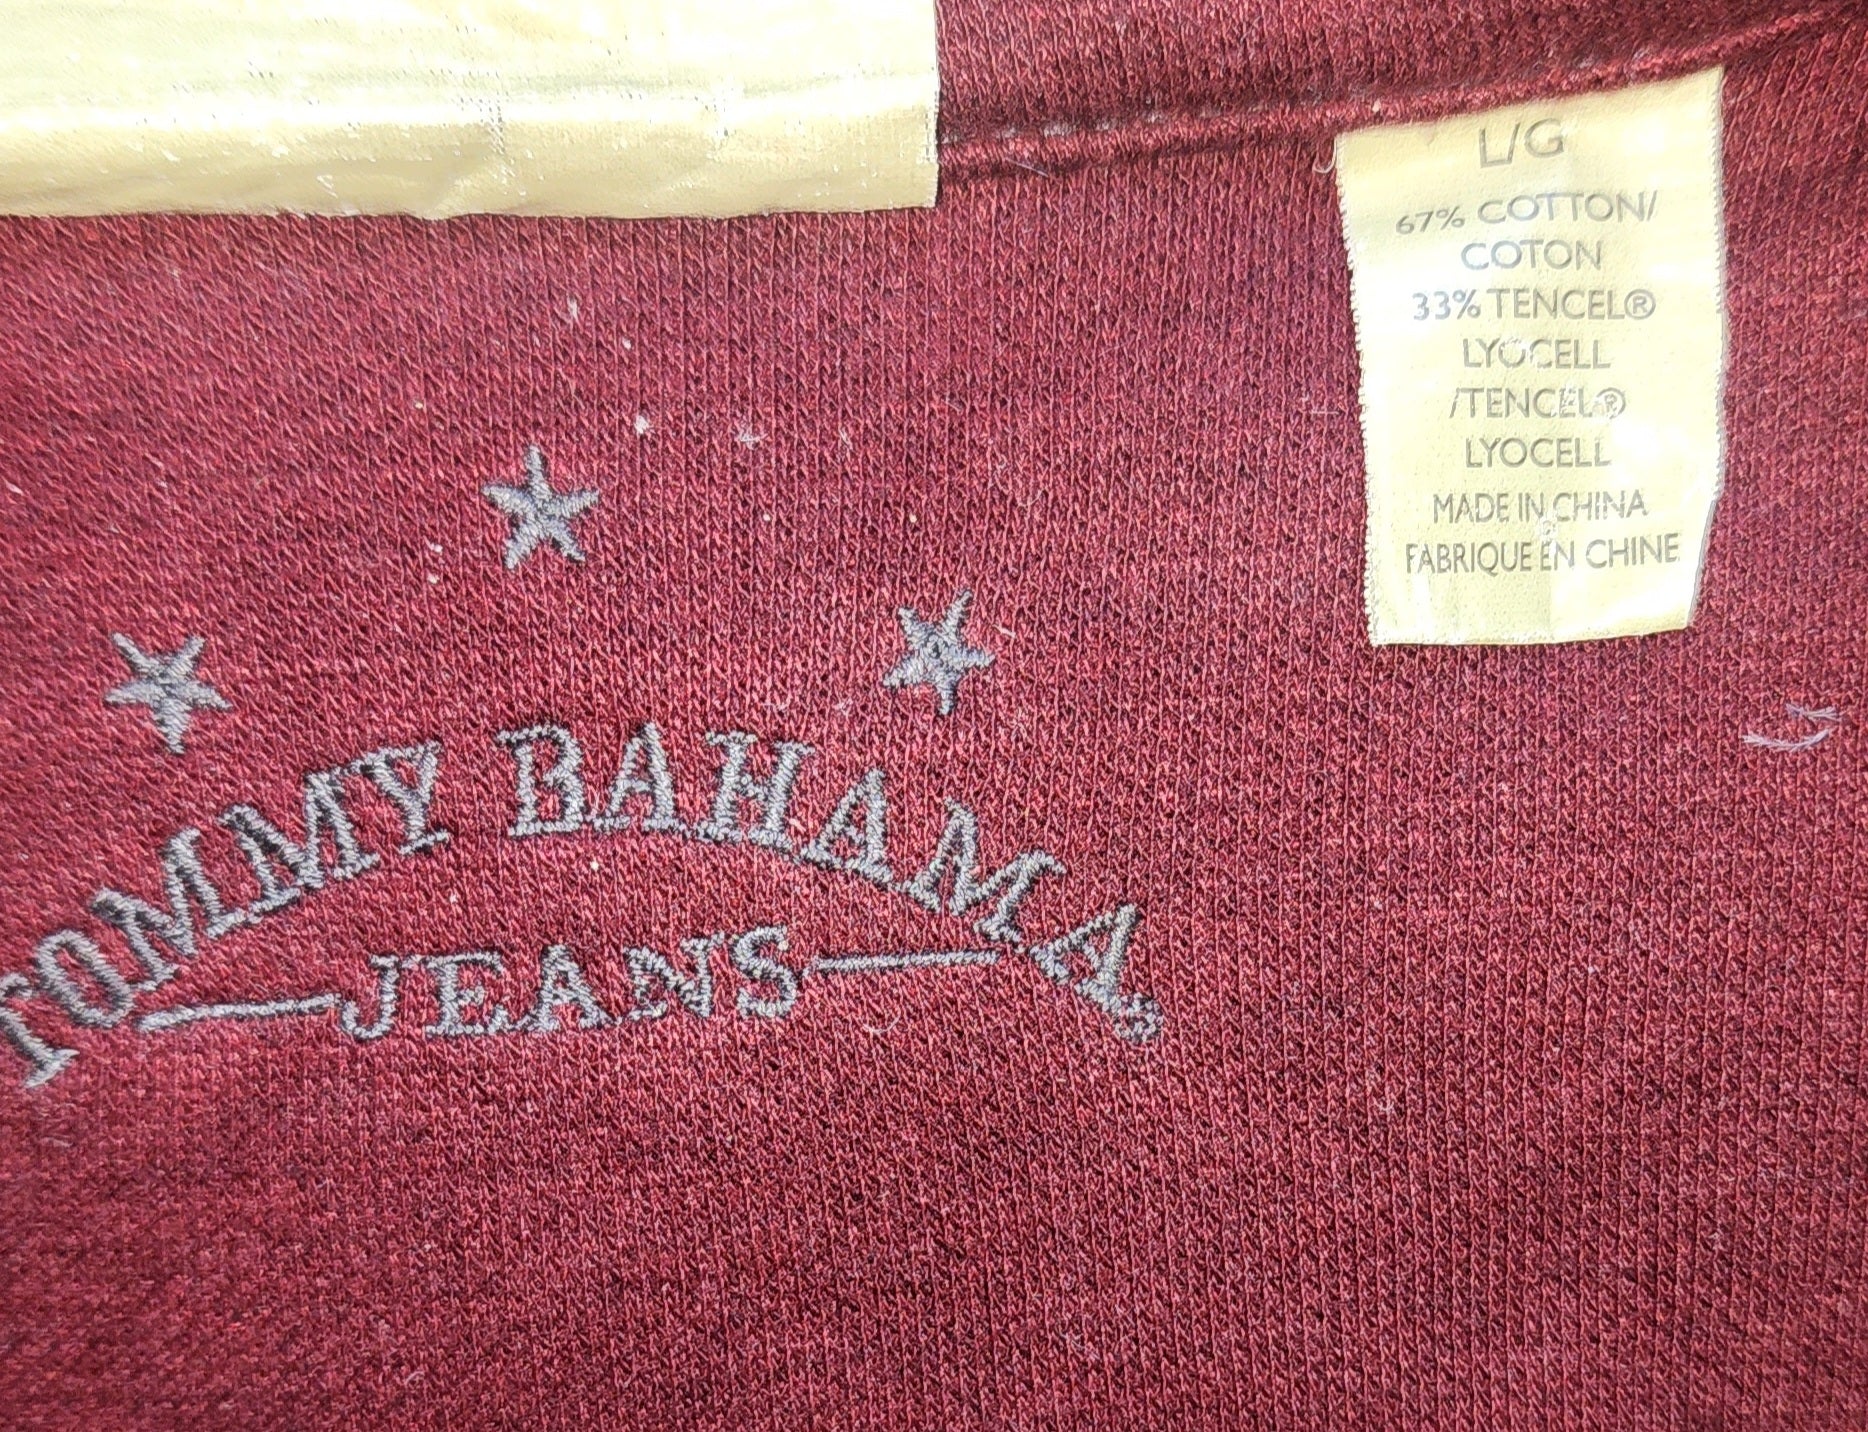 L/G
67% COTTON/
COTON
33% TENCEL®
LYOCELL
/TENCEL®
LYOCELL
MADE IN CHINA
FABRIQUE EN CHINE
TOMMY BAHAMA®
JEANS